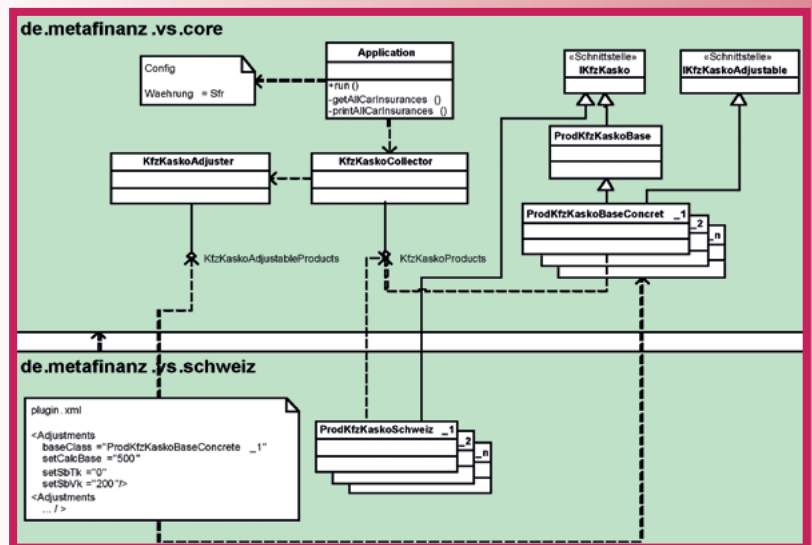 de.metafinanz.vs.core
Config
Waehrung = Sfr
Application
+run ()
-getAllCarInsurances ()
-printAllCarInsurances ()
«Schnittstelle»
IKfzKasko
«Schnittstelle»
IKfzKaskoAdjustable
ProdKfzKaskoBase
KfzKaskoAdjuster
KfzKaskoCollector
ProdKfzKaskoBaseConcret _1
_2
_n
KfzKaskoAdjustableProducts
KfzKaskoProducts
de.metafinanz.vs.schweiz
plugin.xml
<Adjustments
baseClass ="ProdKfzKaskoBaseConcrete _1"
setCalcBase ="500"
setSbTk ="0"
setSbVk ="200"/>
<Adjustments
... / >
ProdKfzKaskoSchweiz _1
_2
_n